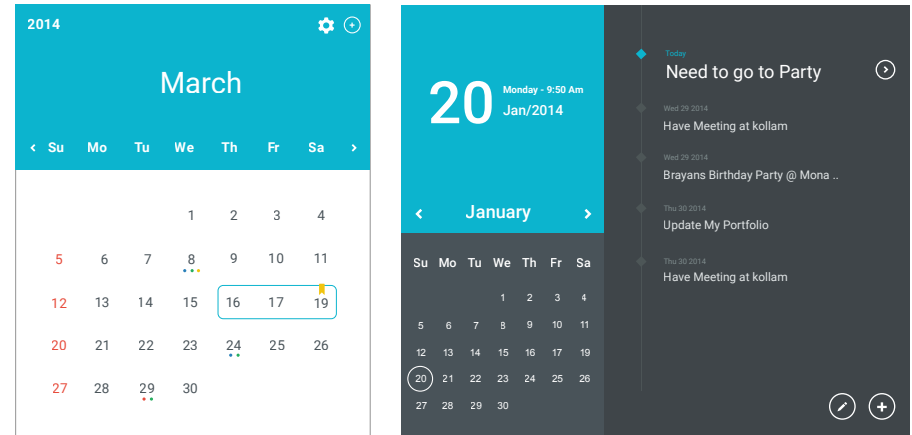 2014
March
Su Mo Tu We Th Fr Sa
1 2 3 4
5 6 7 8 9 10 11
12 13 14 15 16 17 19
20 21 22 23 24 25 26
27 28 29 30
20
Monday - 9:50 Am
Jan/2014
January
Su Mo Tu We Th Fr Sa
1 2 3 4
5 6 7 8 9 10 11
12 13 14 15 16 17 19
20 21 22 23 24 25 26
27 28 29 30
Today
Need to go to Party
Wed 29 2014
Have Meeting at kollam
Wed 29 2014
Brayans Birthday Party @ Mona ..
Thu 30 2014
Update My Portfolio
Thu 30 2014
Have Meeting at kollam